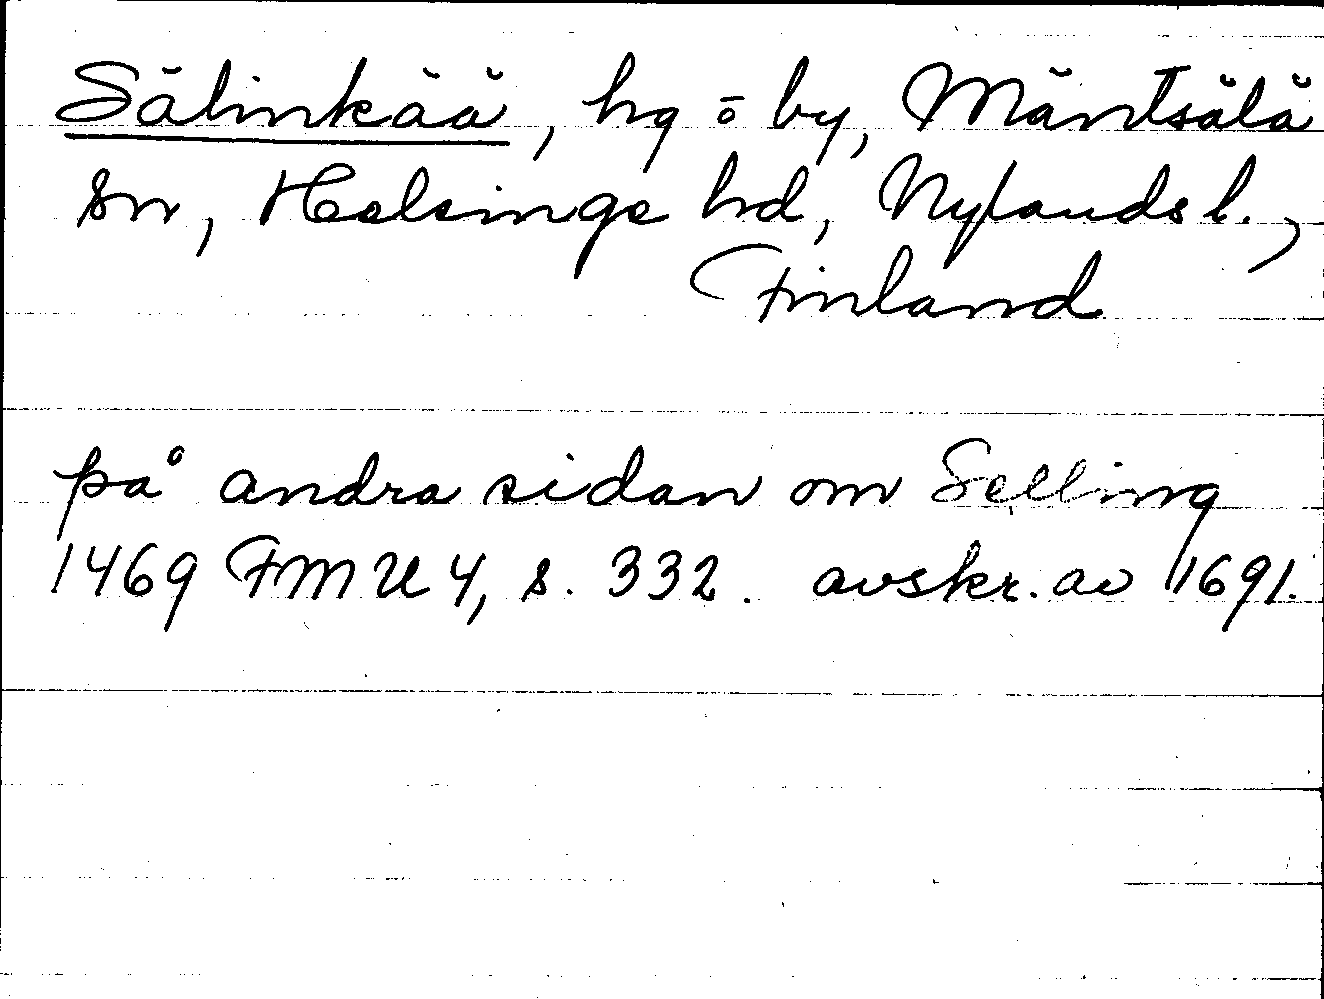 Sälinkää, hg o by, Mäntsälä
sn, Helsinge hd, Nylands l.,
Finland
på andra sidan om Selling
1469 FMU 4, s. 332. avskr. av 1691.